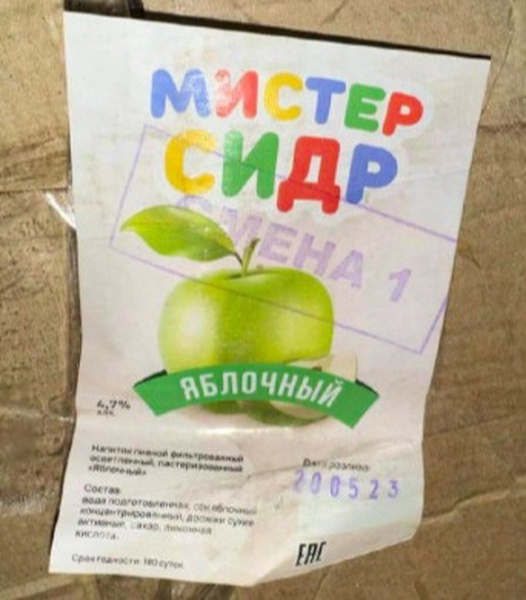 МИСТЕР
СИДР
СМЕНА 1
ЯБЛОЧНЫЙ
4,7%
алк.
Напиток пивной фильтрованный
осветленный, пастеризованный
«Яблочный»
Дата розлива:
200523
Состав:
вода подготовленная, сок яблочный
концентрированный, дрожжи сухие
активные, сахар, лимонная
кислота.
Срок годности: 180 суток.
ЕАС